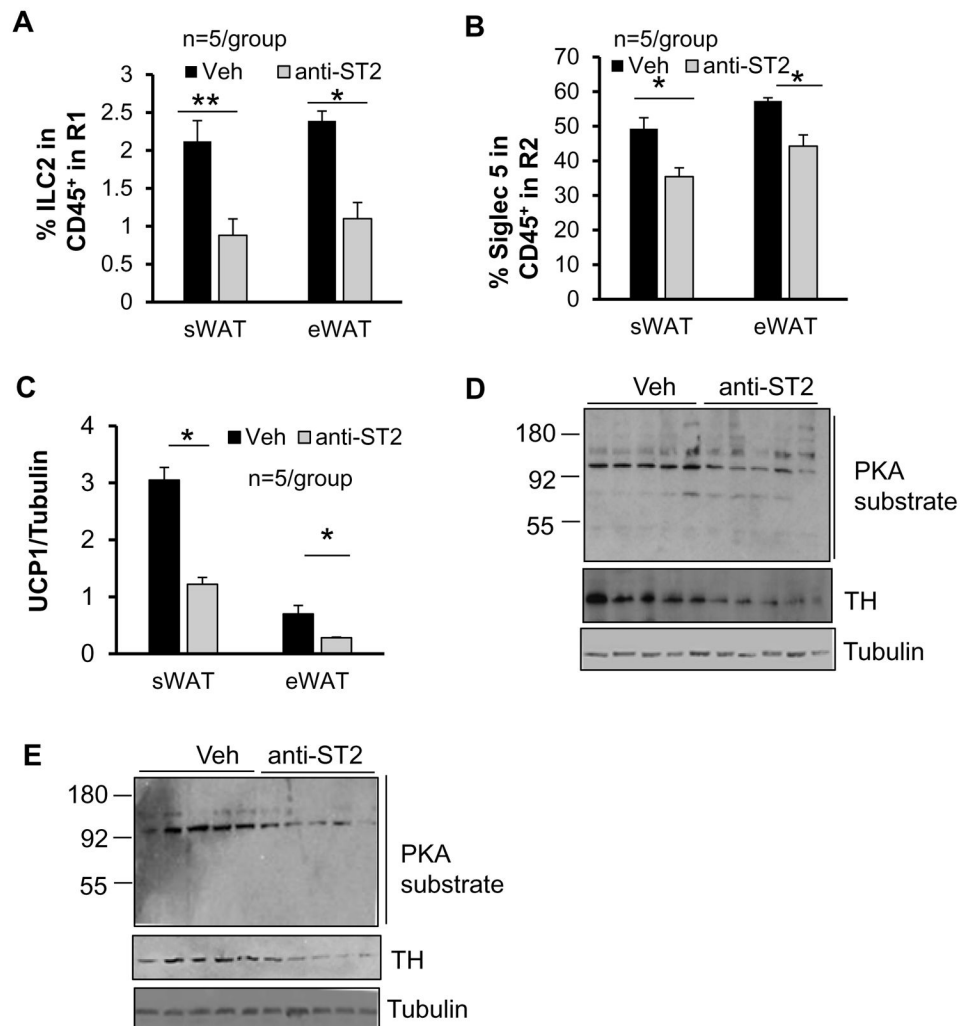 A
n=5/group
Veh anti-ST2
% ILC2 in
CD45+ in R1
3
2.5
2
1.5
1
0.5
0
** *
sWAT eWAT
B
n=5/group
Veh anti-ST2
% Siglec 5 in
CD45+ in R2
70
60
50
40
30
20
10
0
* *
sWAT eWAT
C
Veh anti-ST2
n=5/group
UCP1/Tubulin
4
3
2
1
0
* *
sWAT eWAT
D
Veh anti-ST2
180
92
55
PKA
substrate
TH
Tubulin
E
Veh anti-ST2
180
92
55
PKA
substrate
TH
Tubulin